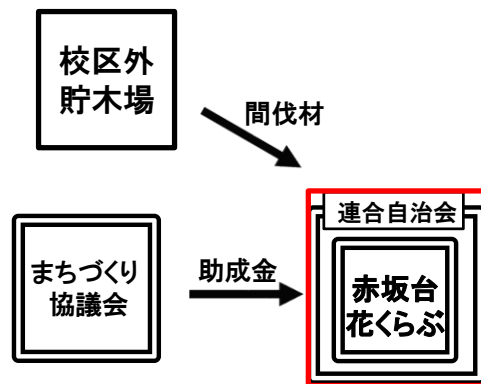 校区外
貯木場
間伐材
連合自治会
まちづくり
協議会
助成金
赤坂台
花くらぶ